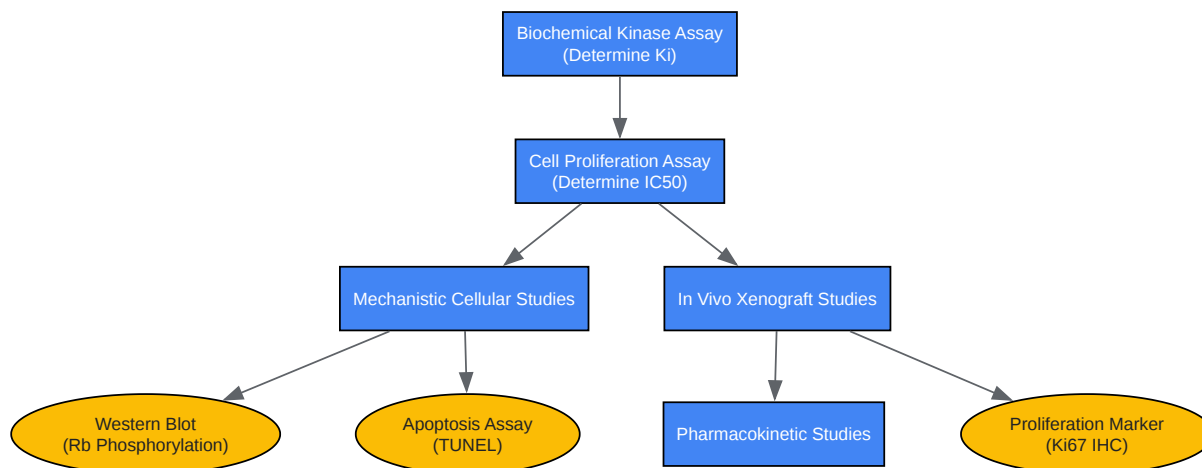 Biochemical Kinase Assay
(Determine Ki)
Cell Proliferation Assay
(Determine IC50)
Mechanistic Cellular Studies
In Vivo Xenograft Studies
Western Blot
(Rb Phosphorylation)
Apoptosis Assay
(TUNEL)
Pharmacokinetic Studies
Proliferation Marker
(Ki67 IHC)